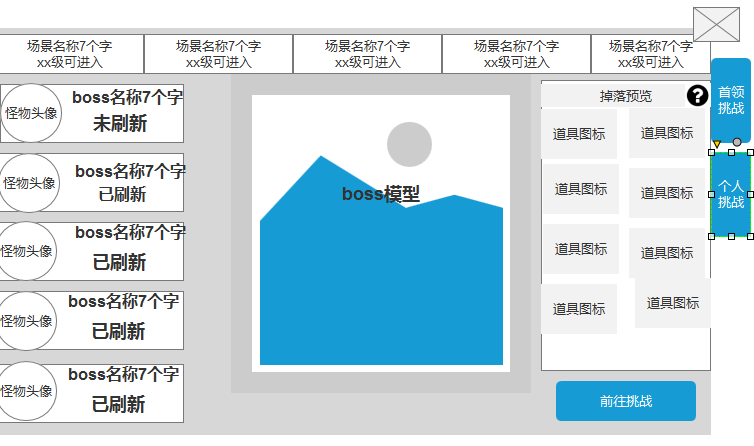 场景名称7个字
xx级可进入
场景名称7个字
xx级可进入
场景名称7个字
xx级可进入
场景名称7个字
xx级可进入
场景名称7个字
xx级可进入
怪物头像
boss名称7个字
未刷新
怪物头像
boss名称7个字
已刷新
怪物头像
boss名称7个字
已刷新
怪物头像
boss名称7个字
已刷新
怪物头像
boss名称7个字
已刷新
boss模型
掉落预览
?
道具图标
道具图标
道具图标
道具图标
道具图标
道具图标
道具图标
道具图标
前往挑战
首领
挑战
个人
挑战